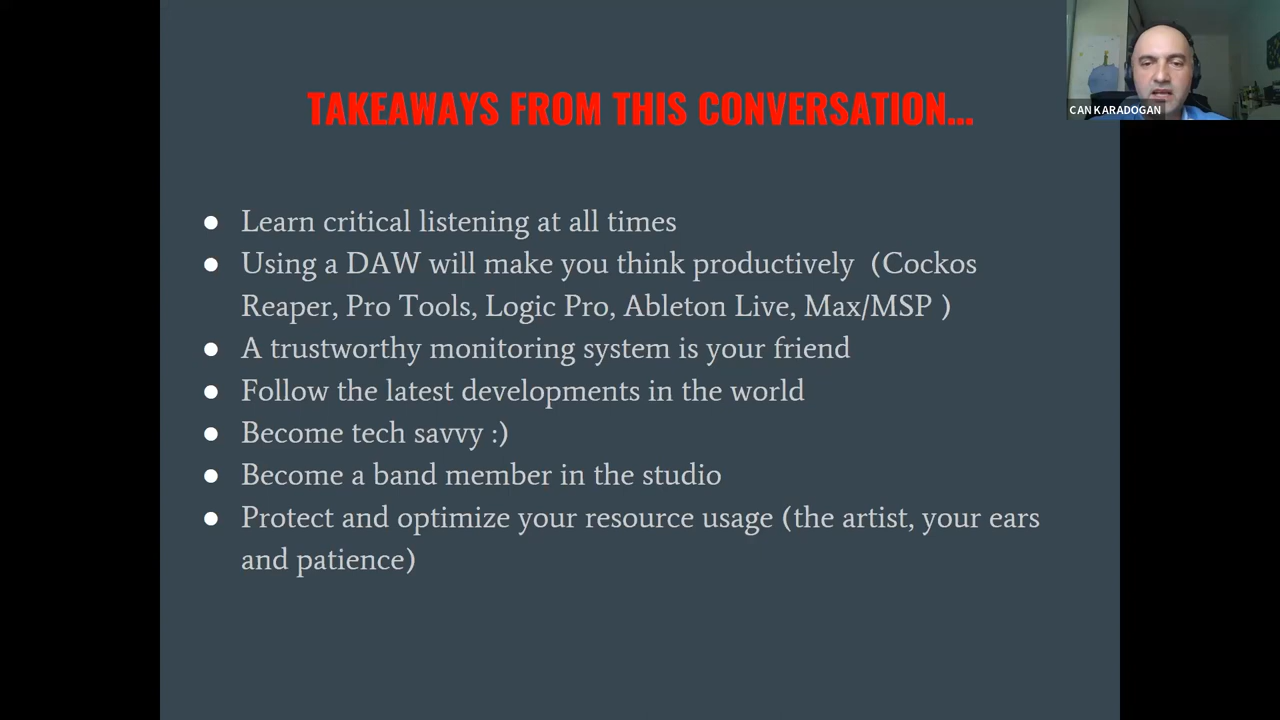 TAKEAWAYS FROM THIS CONVERSATION...
CAN KARADOGAN
● Learn critical listening at all times
● Using a DAW will make you think productively (Cockos
Reaper, Pro Tools, Logic Pro, Ableton Live, Max/MSP )
● A trustworthy monitoring system is your friend
● Follow the latest developments in the world
● Become tech savvy :)
● Become a band member in the studio
● Protect and optimize your resource usage (the artist, your ears
and patience)